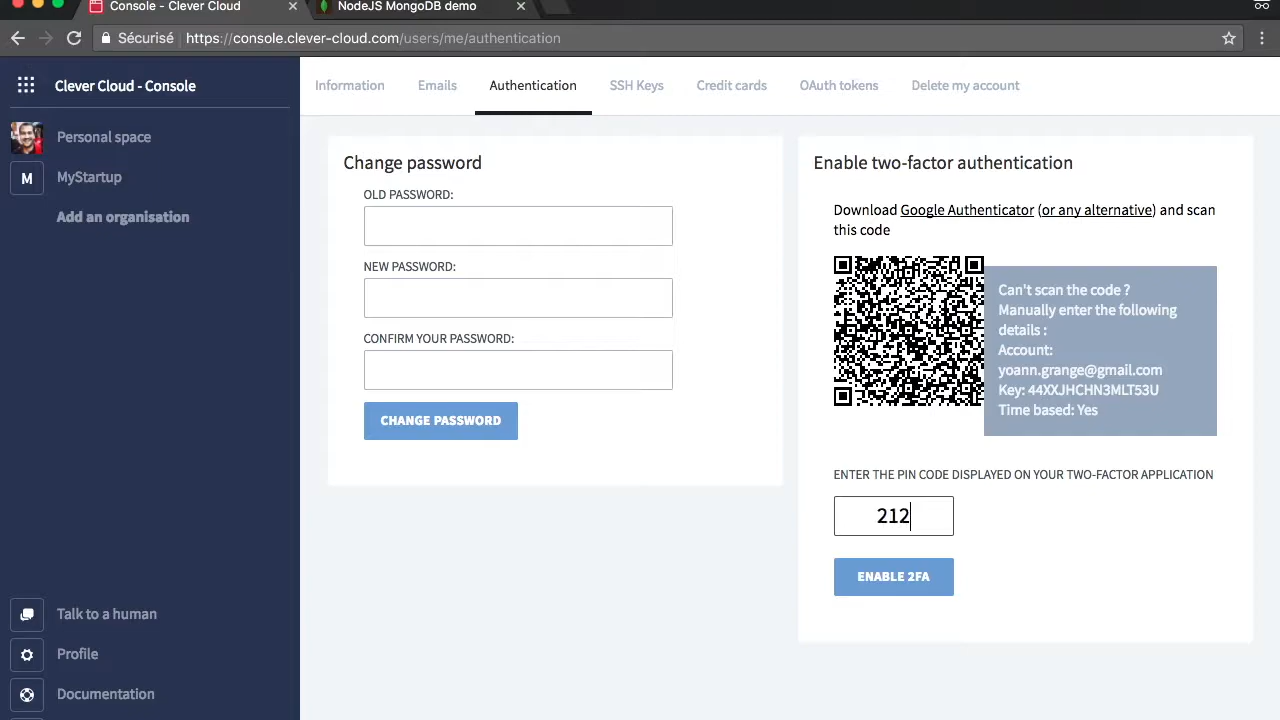 Console - Clever Cloud
NodeJS MongoDB demo
Sécurisé
https://console.clever-cloud.com/users/me/authentication
Clever Cloud - Console
Personal space
M
MyStartup
Add an organisation
Talk to a human
Profile
Documentation
Information
Emails
Authentication
SSH Keys
Credit cards
OAuth tokens
Delete my account
Change password
OLD PASSWORD:
NEW PASSWORD:
CONFIRM YOUR PASSWORD:
CHANGE PASSWORD
Enable two-factor authentication
Download Google Authenticator (or any alternative) and scan
this code
Can't scan the code ?
Manually enter the following
details :
Account:
yoann.grange@gmail.com
Key: 44XXJHCHN3MLT53U
Time based: Yes
ENTER THE PIN CODE DISPLAYED ON YOUR TWO-FACTOR APPLICATION
212
ENABLE 2FA